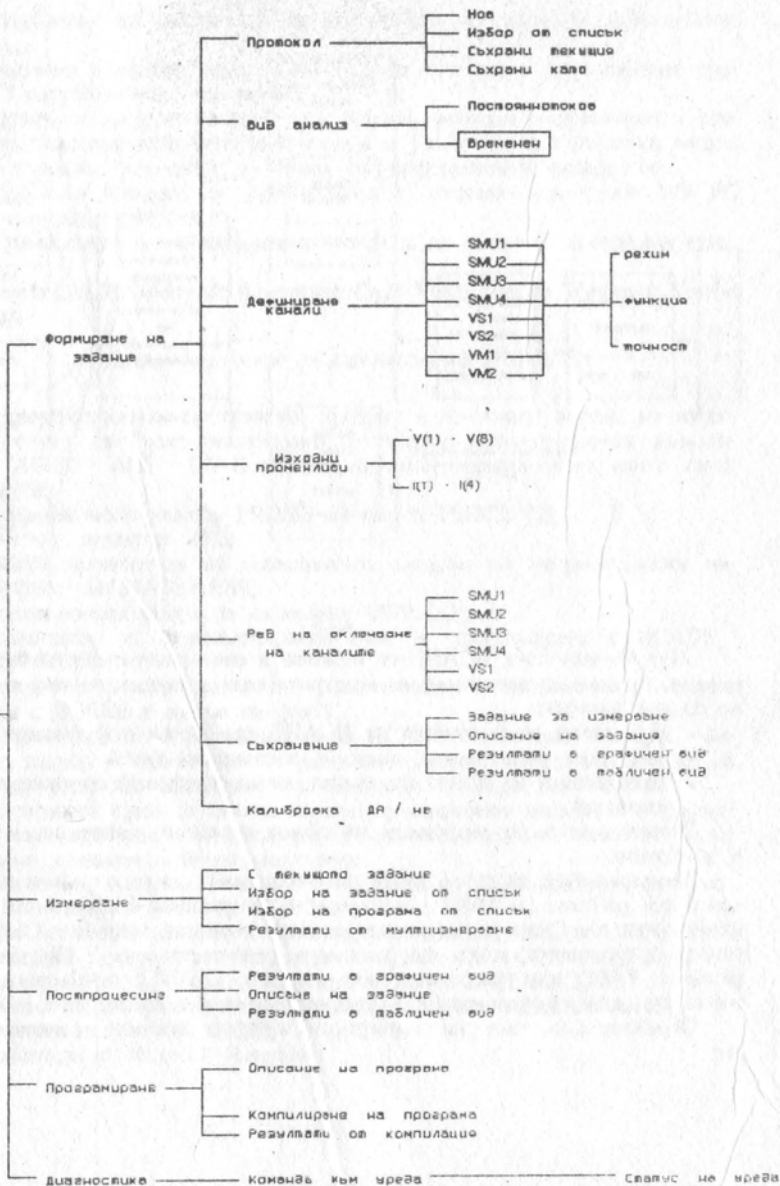 Нов
Избор от списък
Протокол
Съхрани текущия
Съхрани като
Постояннотоков
Вид анализ
Временен
SMU1
SMU2
SMU3
SMU4
VS1
VS2
VM1
VM2
режим
функция
точност
Дефиниране
канали
Формиране на
задание
V(1) V(8)
Изходни
променливи
I(1) I(4)
SMU1
SMU2
SMU3
SMU4
VS1
VS2
Ред на включване
на каналите
Задание за измерване
Описание на задание
Съхранение
Резултати в графичен вид
Резултати в табличен вид
Калибровка ДА / не
текущото задание
от списък
Измерване
Избор на програма от списък
Резултати от мултиизмерване
Резултати в графичен вид
Постпроцесинг
на задание
Резултати в табличен вид
Описание на програма
Програмиране
Компилиране на програма
Резултати от компилация
Диагностика Команди към уреда Статус на уреда